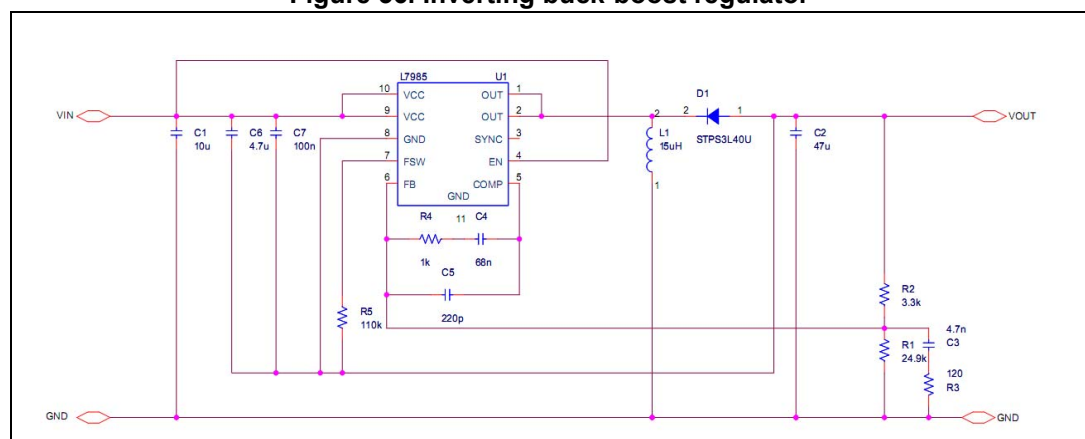 Figure 36. Inverting buck-boost regulator
L7985 U1
10 VCC OUT 1
9 VCC OUT 2
8 GND SYNC 3
7 FSW EN 4
6 FB COMP 5
GND
11
VIN
C1
10u
C6
4.7u
C7
100n
2
L1
15uH
1
D1
2 1
STPS3L40U
C2
47u
VOUT
R4
1k
C4
68n
C5
220p
R5
110k
R2
3.3k
R1
24.9k
4.7n
C3
120
R3
GND
GND